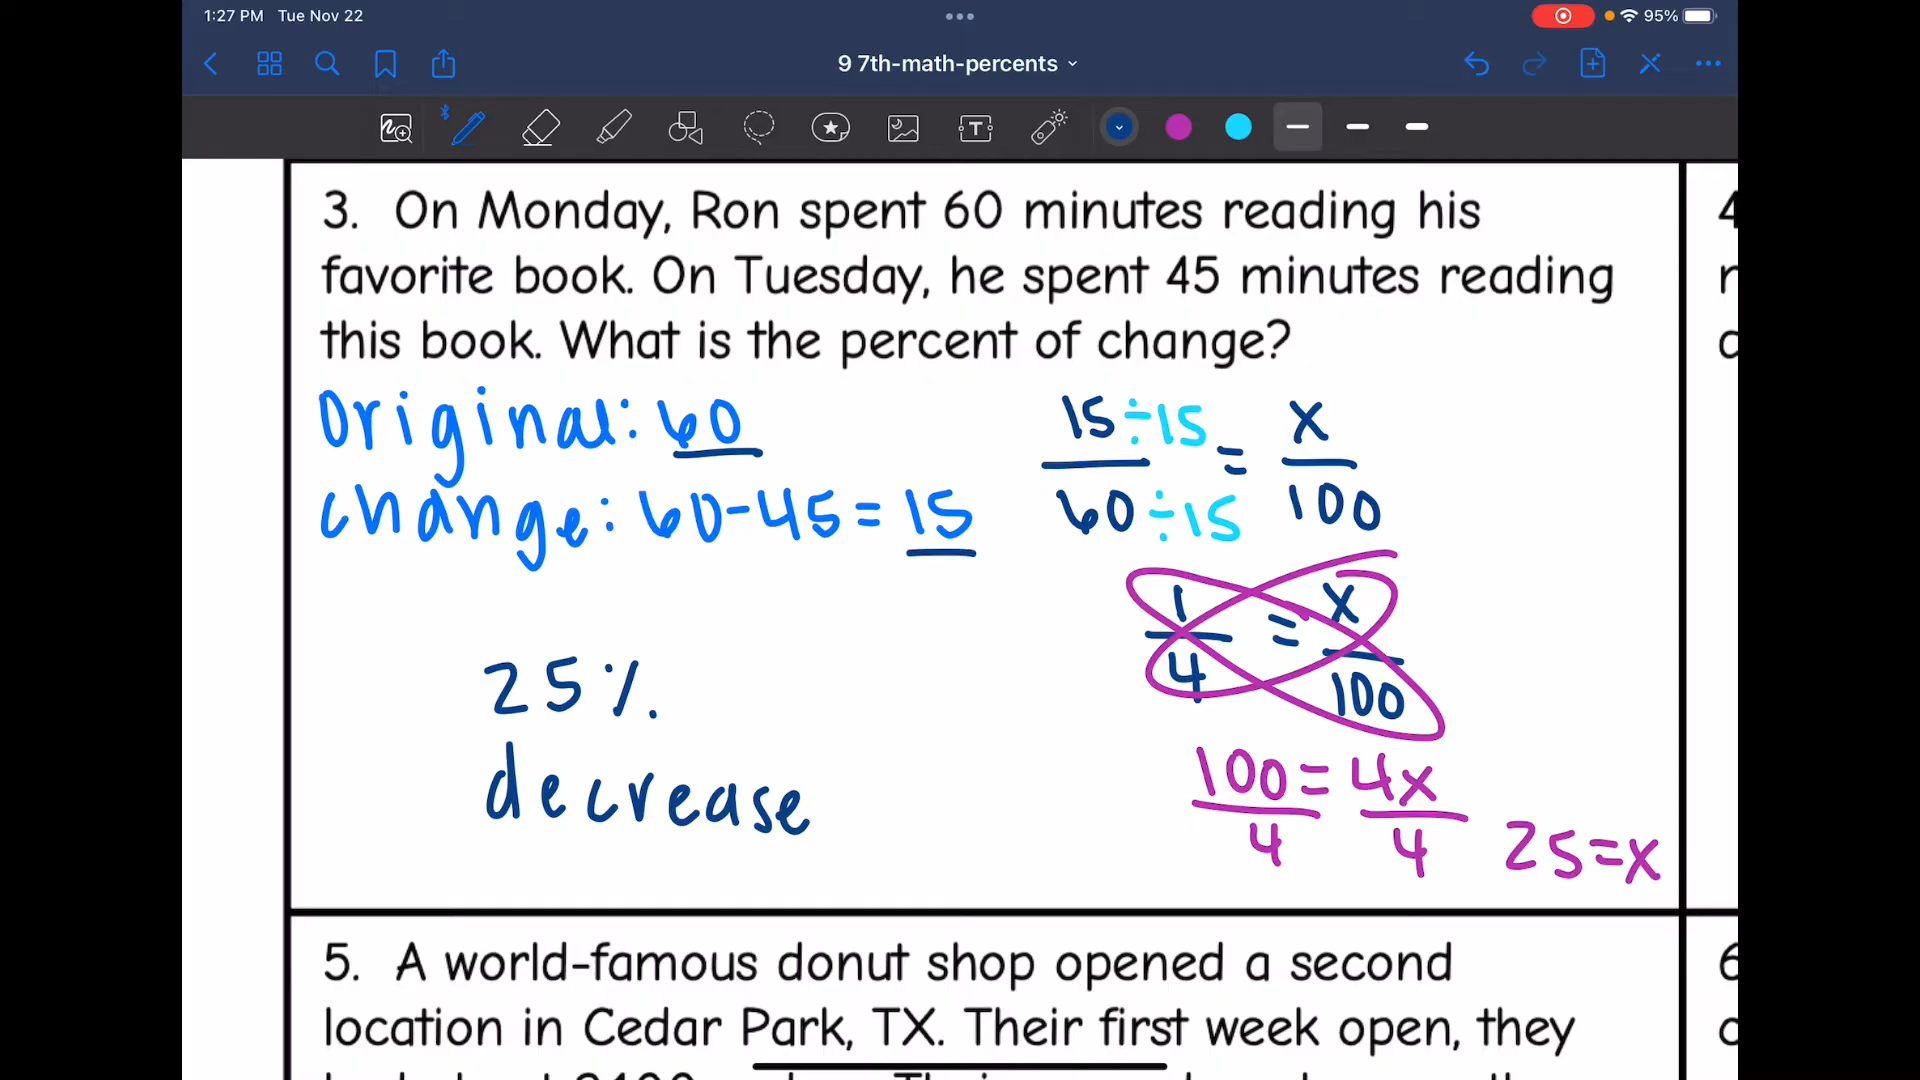 1:27 PM Tue Nov 22
95%
9 7th-math-percents
T
3. On Monday, Ron spent 60 minutes reading his
favorite book. On Tuesday, he spent 45 minutes reading
this book. What is the percent of change?
Original: 60
change: 60-45 = 15
15 ÷15 = x
60 ÷15 100
1 = x
4 100
100 = 4x
4 4
25=x
25%
decrease
5. A world-famous donut shop opened a second
location in Cedar Park, TX. Their first week open, they
4
6